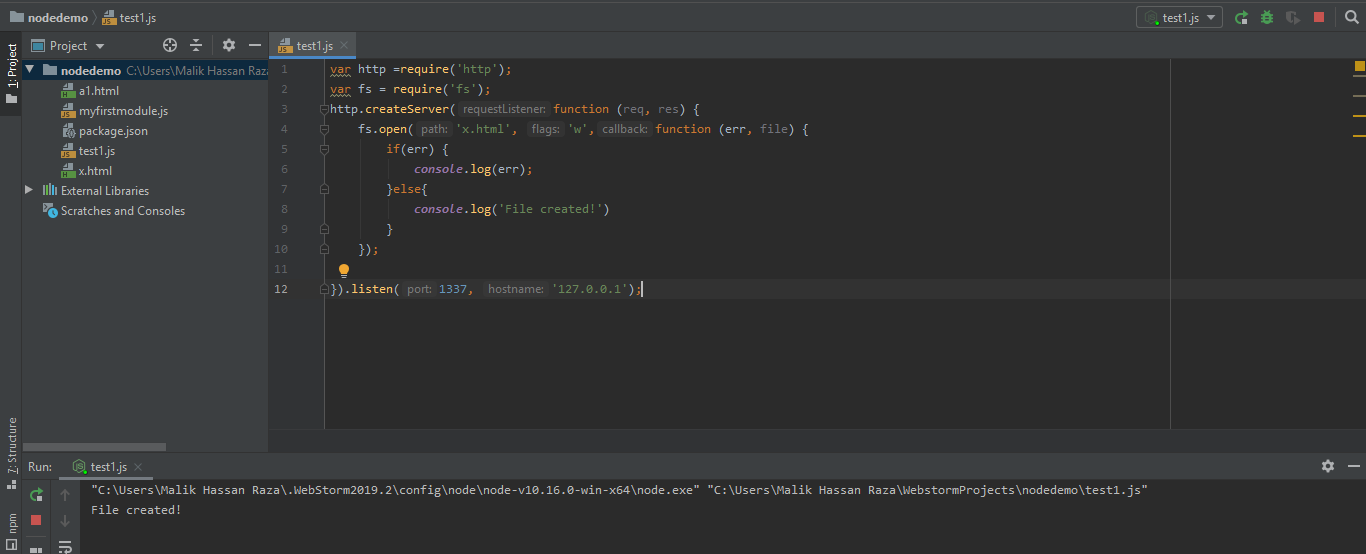 nodedemo test1.js
test1.js
1: Project
Project
test1.js
nodedemo C:\Users\Malik Hassan Raza
a1.html
myfirstmodule.js
package.json
test1.js
x.html
External Libraries
Scratches and Consoles
1 var http =require('http');
2 var fs = require('fs');
3 http.createServer( requestListener: function (req, res) {
4 fs.open( path: 'x.html', flags: 'w', callback: function (err, file) {
5 if(err) {
6 console.log(err);
7 }else{
8 console.log('File created!')
9 }
10 });
11
12 }).listen( port: 1337, hostname: '127.0.0.1');
7: Structure
npm
Run: test1.js
"C:\Users\Malik Hassan Raza\.WebStorm2019.2\config\node\node-v10.16.0-win-x64\node.exe" "C:\Users\Malik Hassan Raza\WebstormProjects\nodedemo\test1.js"
File created!